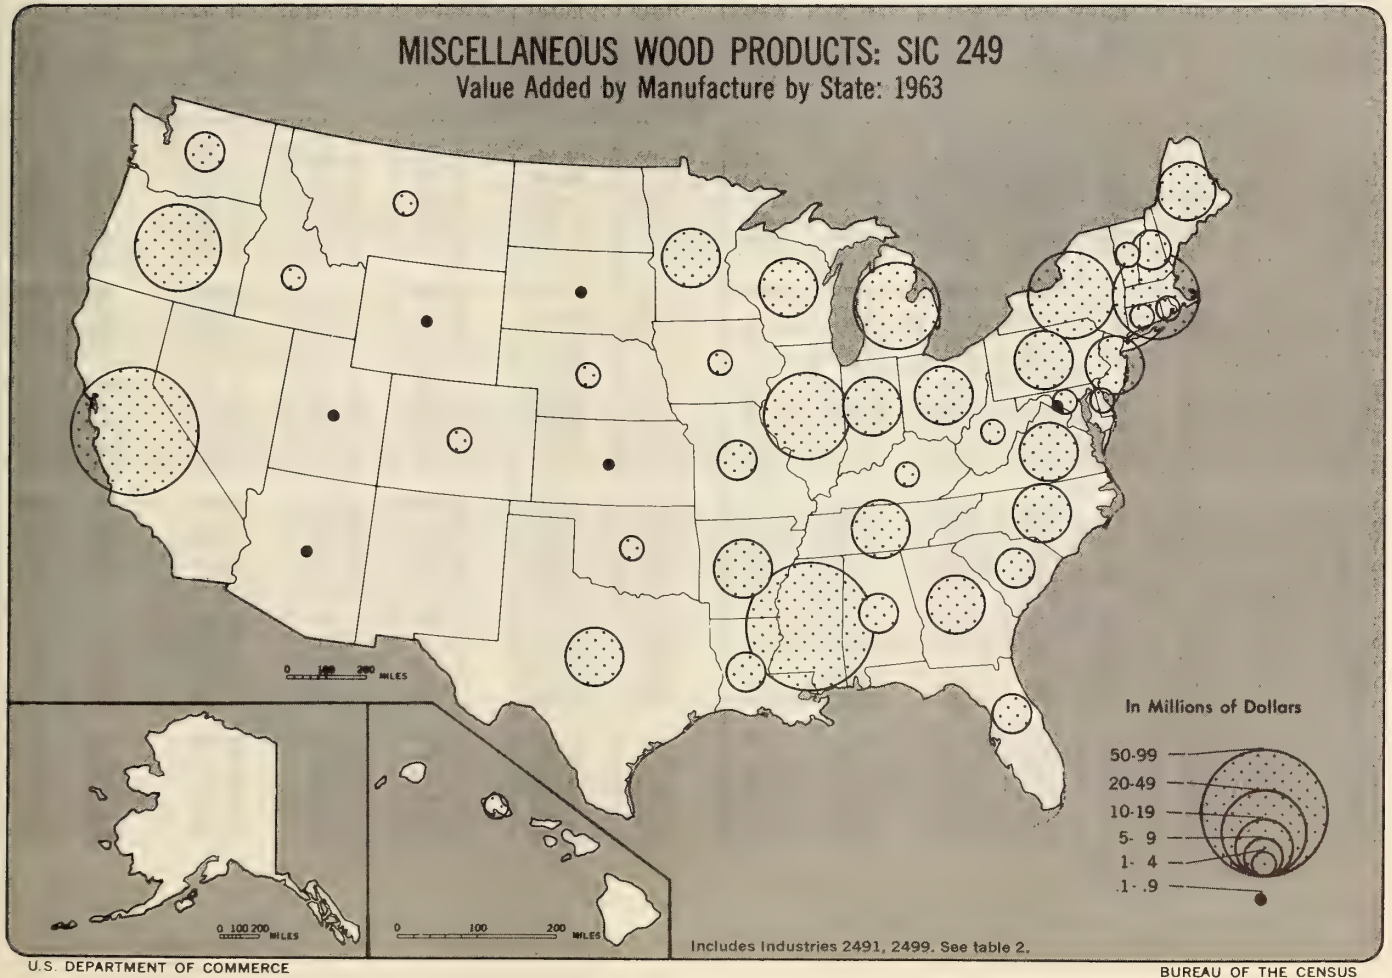 MISCELLANEOUS WOOD PRODUCTS: SIC 249
Value Added by Manufacture by State: 1963
0 100 200
MILES
In Millions of Dollars
50-99
20-49
10-19
5- 9
1- 4
.1- .9
0 100 200
MILES
0 100 200
MILES
Includes Industries 2491, 2499. See table 2.
U.S. DEPARTMENT OF COMMERCE
BUREAU OF THE CENSUS